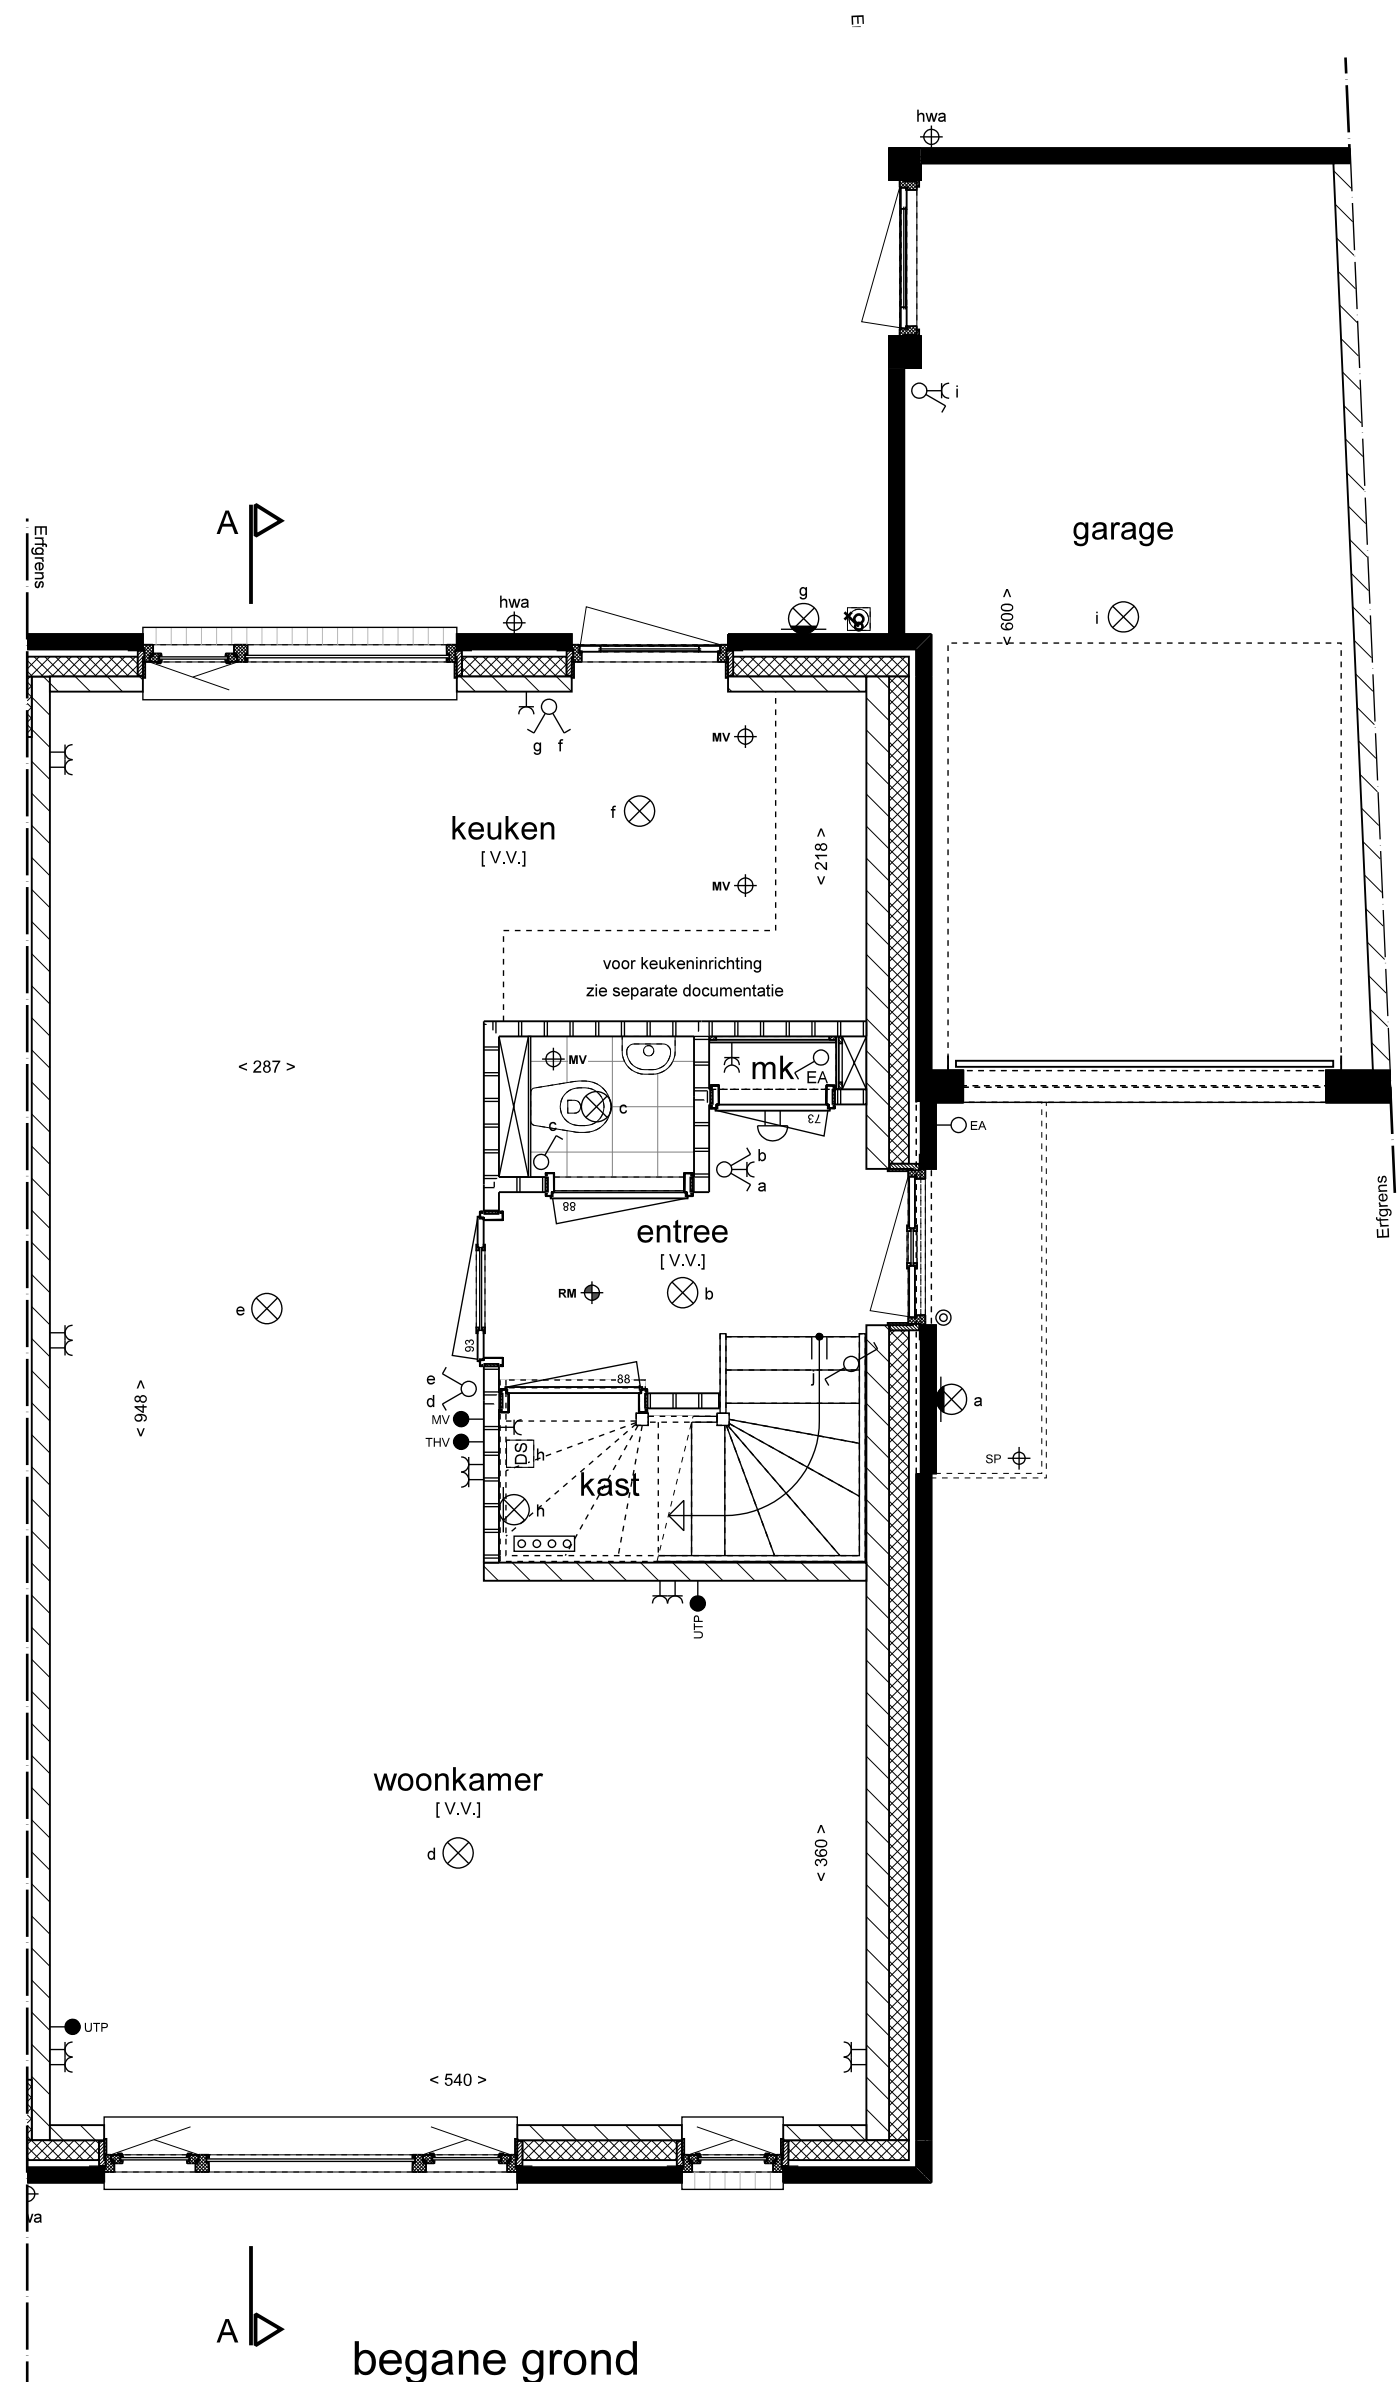 hwa
i
A
Erfgrens
garage
i
< 600 >
g
hwa
g f
MV
f
keuken
[ V.V.]
< 218 >
MV
voor keukeninrichting
zie separate documentatie
< 287 >
MV
mk
EA
D
c
c
73
EA
b
a
88
entree
[ V.V.]
Erfgrens
RM
b
e
93
j
88
e
d
< 948 >
a
MV
THV
DS
h
SP
kast
h
UTP
woonkamer
[ V.V.]
d
< 360 >
UTP
< 540 >
A
begane grond